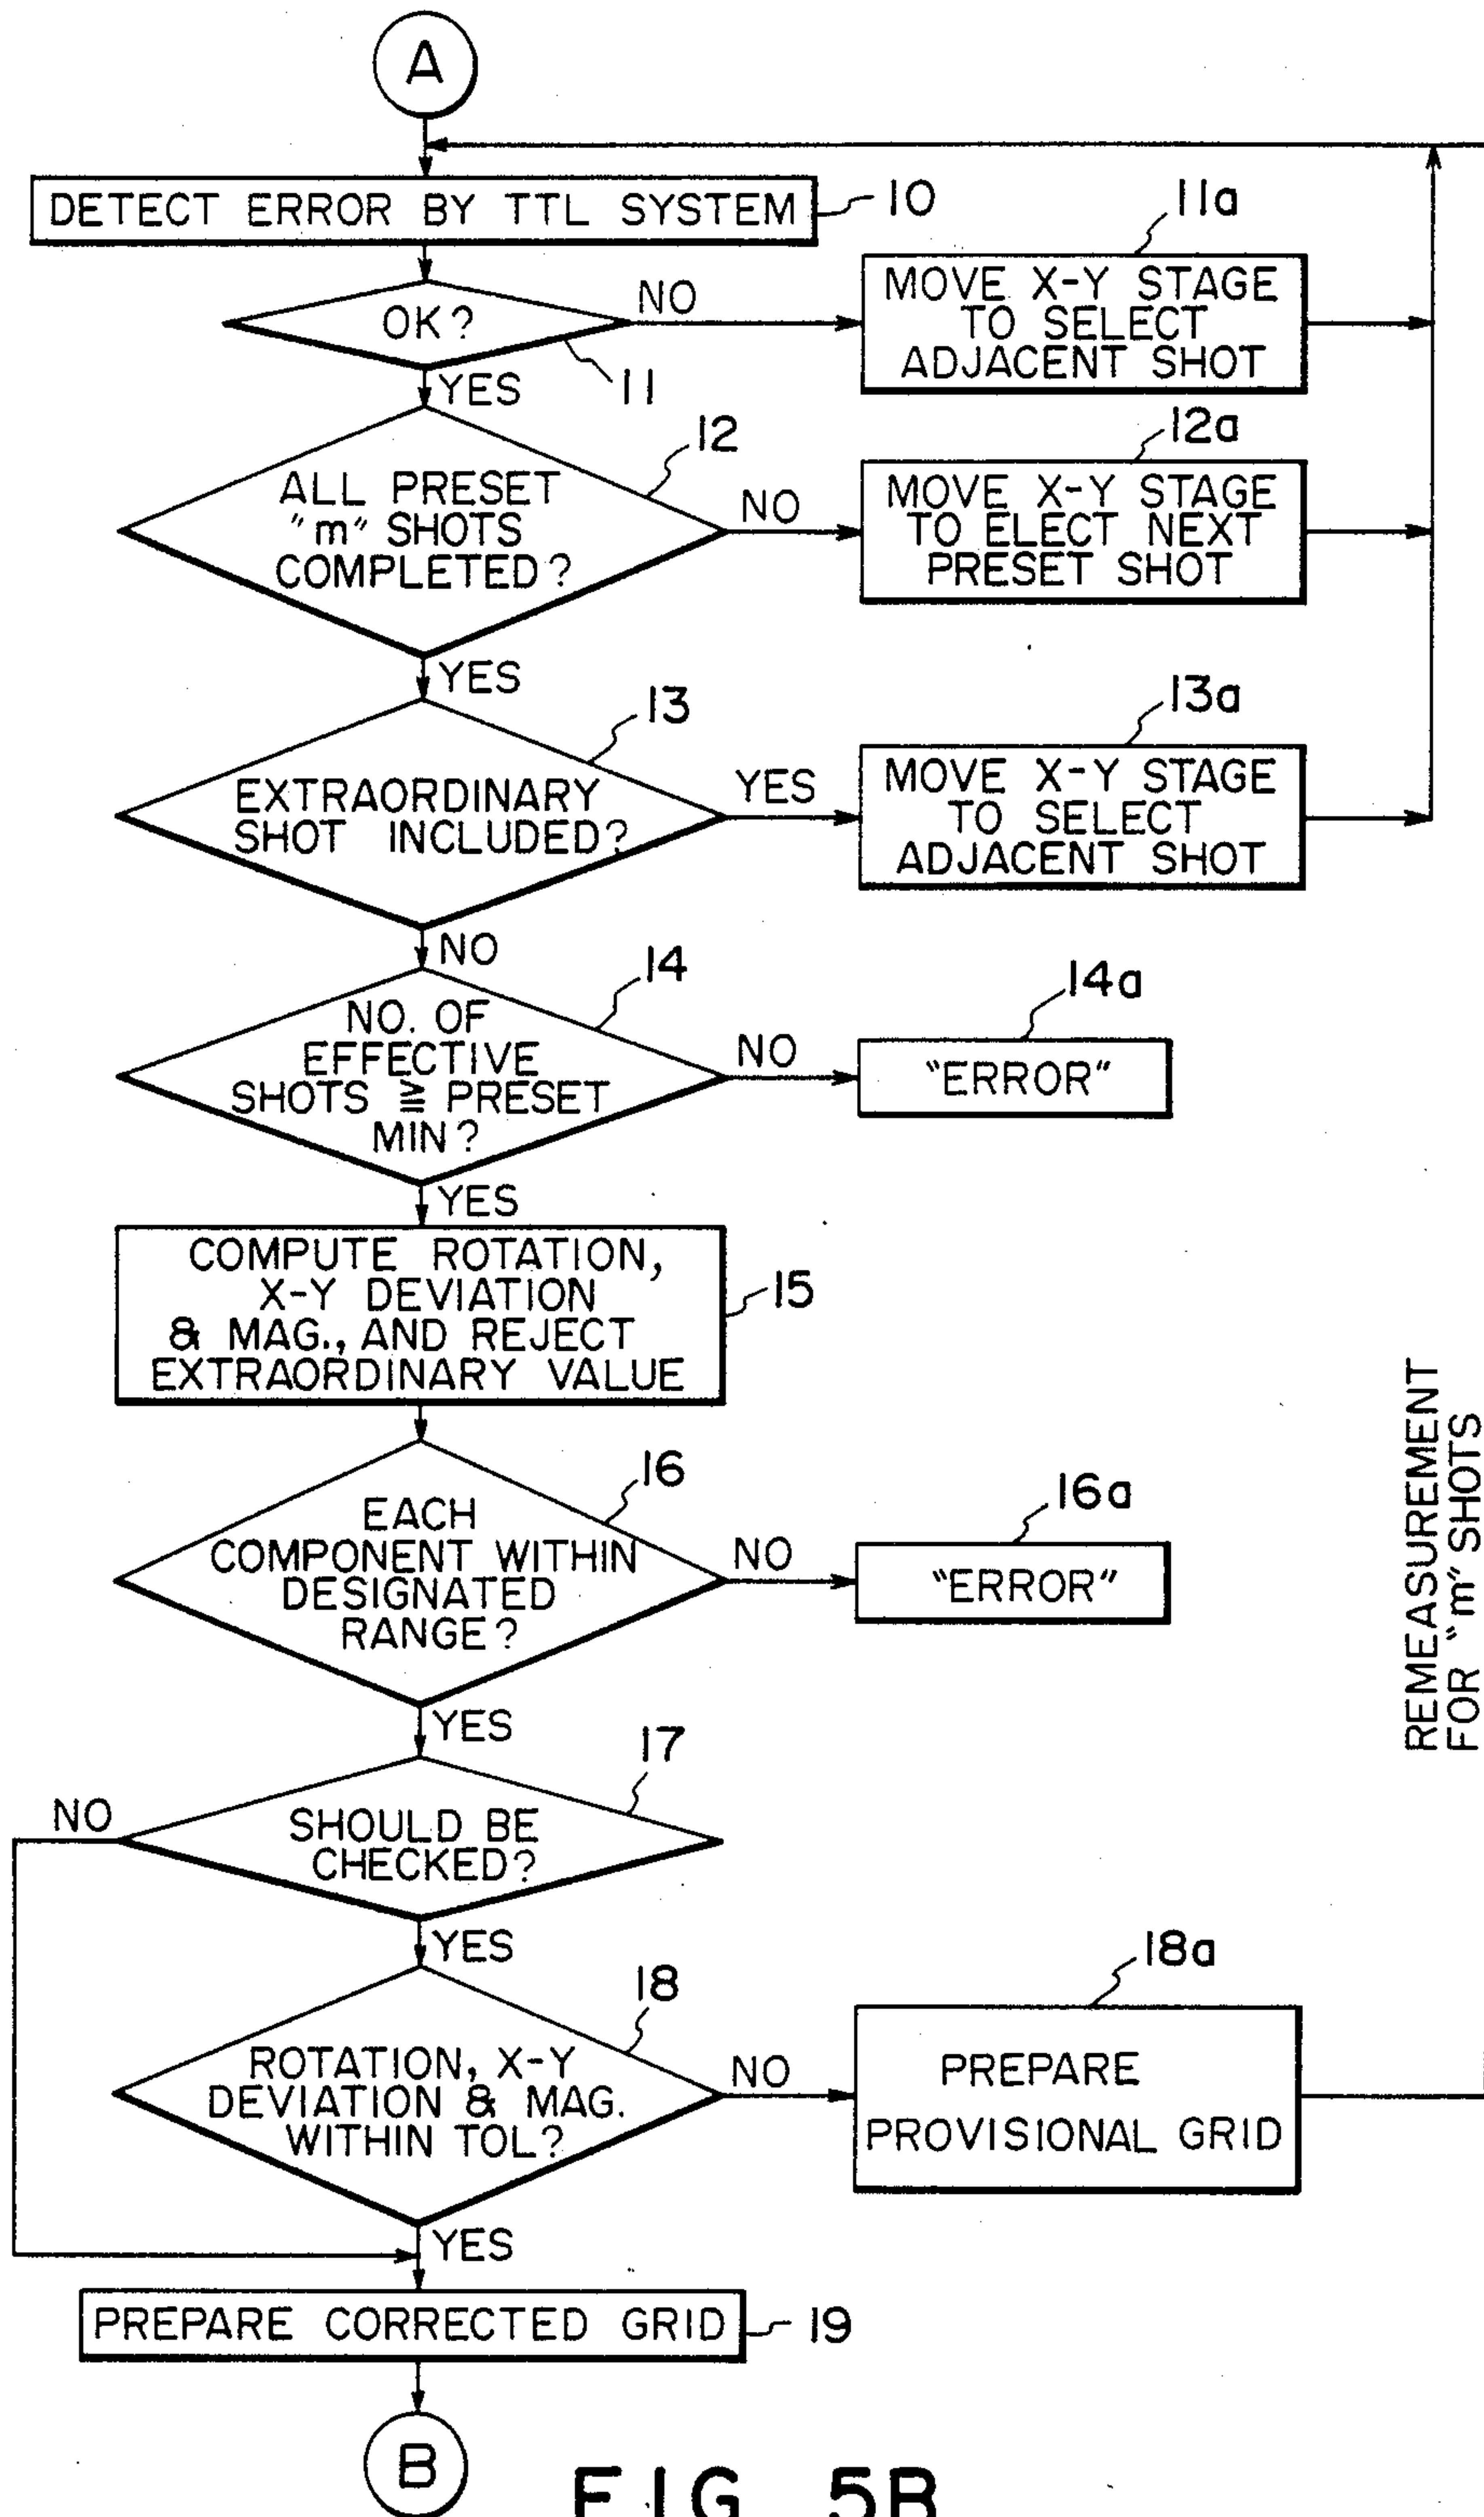 A
DETECT ERROR BY TTL SYSTEM
10
OK?
NO
YES
11
11a
MOVE X-Y STAGE
TO SELECT
ADJACENT SHOT
12
ALL PRESET
"m" SHOTS
COMPLETED?
NO
YES
12a
MOVE X-Y STAGE
TO ELECT NEXT
PRESET SHOT
13
EXTRAORDINARY
SHOT INCLUDED?
YES
NO
13a
MOVE X-Y STAGE
TO SELECT
ADJACENT SHOT
14
NO. OF
EFFECTIVE
SHOTS ≧ PRESET
MIN?
NO
YES
14a
"ERROR"
COMPUTE ROTATION,
X-Y DEVIATION
& MAG., AND REJECT
EXTRAORDINARY VALUE
15
16
EACH
COMPONENT WITHIN
DESIGNATED
RANGE?
NO
YES
16a
"ERROR"
REMEASUREMENT
FOR "m" SHOTS
17
SHOULD BE
CHECKED?
NO
YES
18
ROTATION, X-Y
DEVIATION & MAG.
WITHIN TOL?
NO
YES
18a
PREPARE
PROVISIONAL GRID
PREPARE CORRECTED GRID
19
B
FIG. 5B